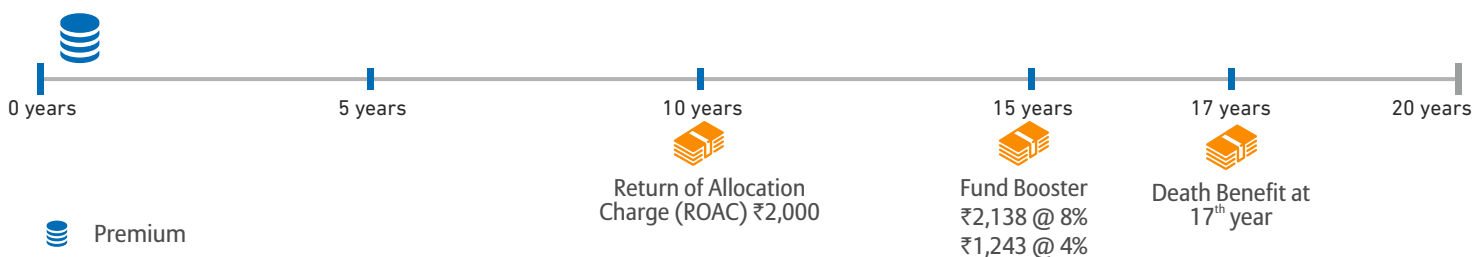 0 years
5 years
10 years
15 years
17 years
20 years
Return of Allocation
Charge (ROAC) ₹2,000
Fund Booster
₹2,138 @ 8%
₹1,243 @ 4%
Death Benefit at
17th year
Premium